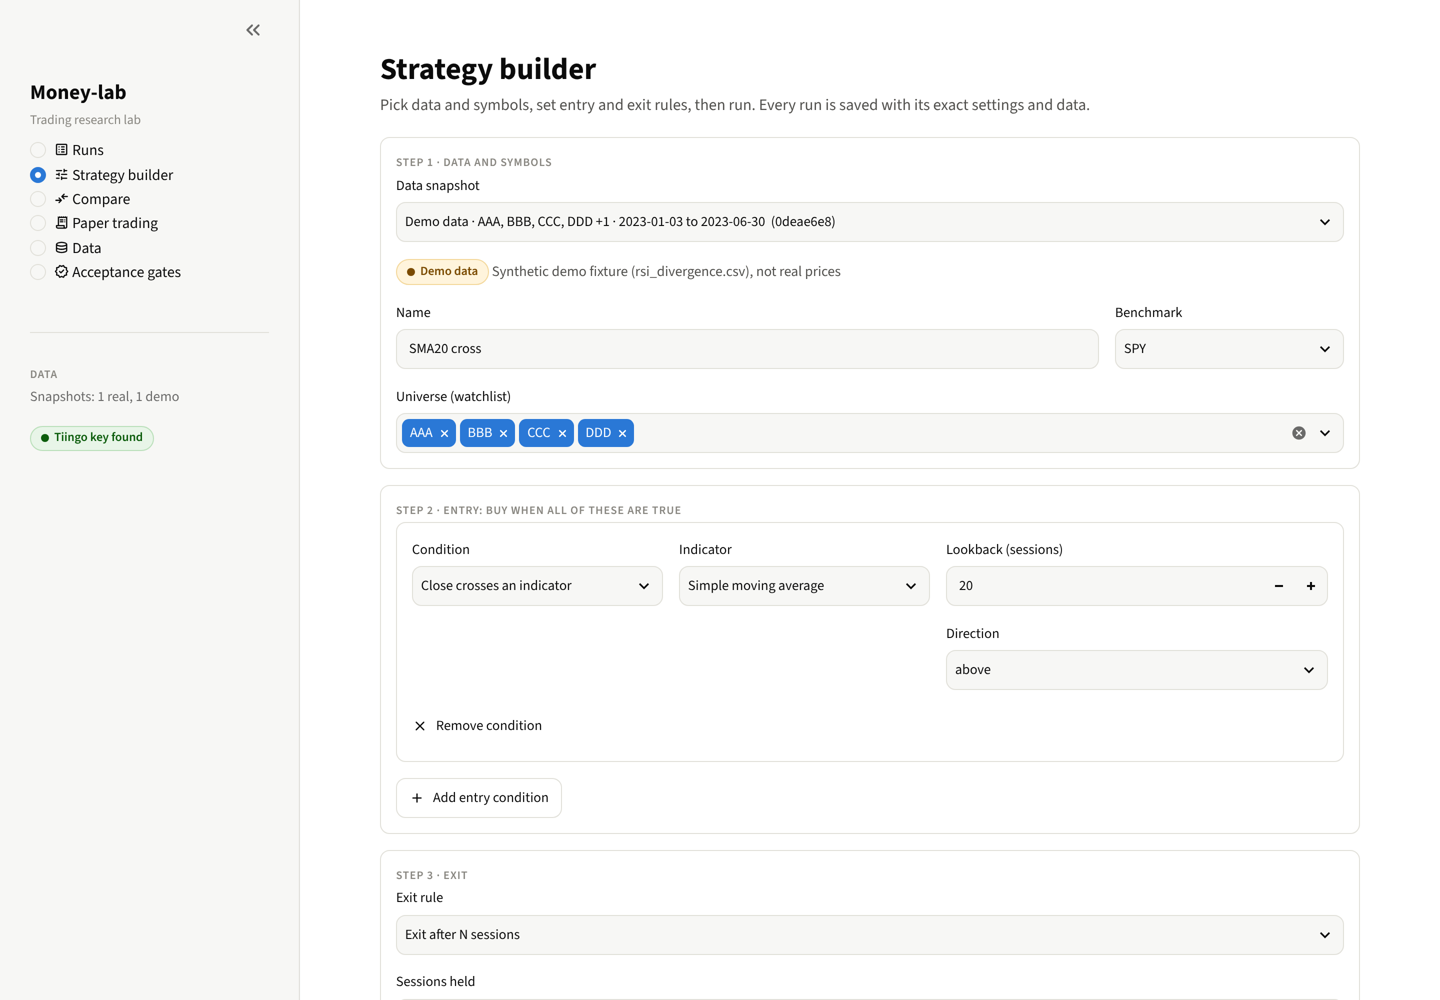 Money-lab
Trading research lab
Runs
Strategy builder
Compare
Paper trading
Data
Acceptance gates
DATA
Snapshots: 1 real, 1 demo
Tiingo key found
Strategy builder
Pick data and symbols, set entry and exit rules, then run. Every run is saved with its exact settings and data.
STEP 1 · DATA AND SYMBOLS
Data snapshot
Demo data · AAA, BBB, CCC, DDD +1 · 2023-01-03 to 2023-06-30 (0deae6e8)
Demo data Synthetic demo fixture (rsi_divergence.csv), not real prices
Name Benchmark
SMA20 cross SPY
Universe (watchlist)
AAA BBB CCC DDD
STEP 2 · ENTRY: BUY WHEN ALL OF THESE ARE TRUE
Condition Indicator Lookback (sessions)
Close crosses an indicator Simple moving average 20
Direction
above
Remove condition
Add entry condition
STEP 3 · EXIT
Exit rule
Exit after N sessions
Sessions held